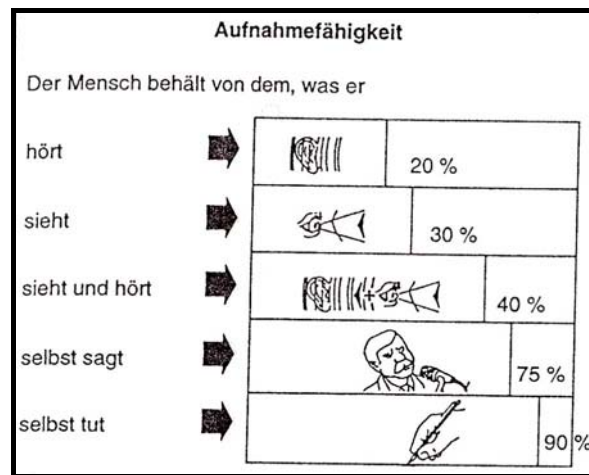 Aufnahmefähigkeit
Der Mensch behält von dem, was er
hört 20 %
sieht 30 %
sieht und hört 40 %
selbst sagt 75 %
selbst tut 90 %